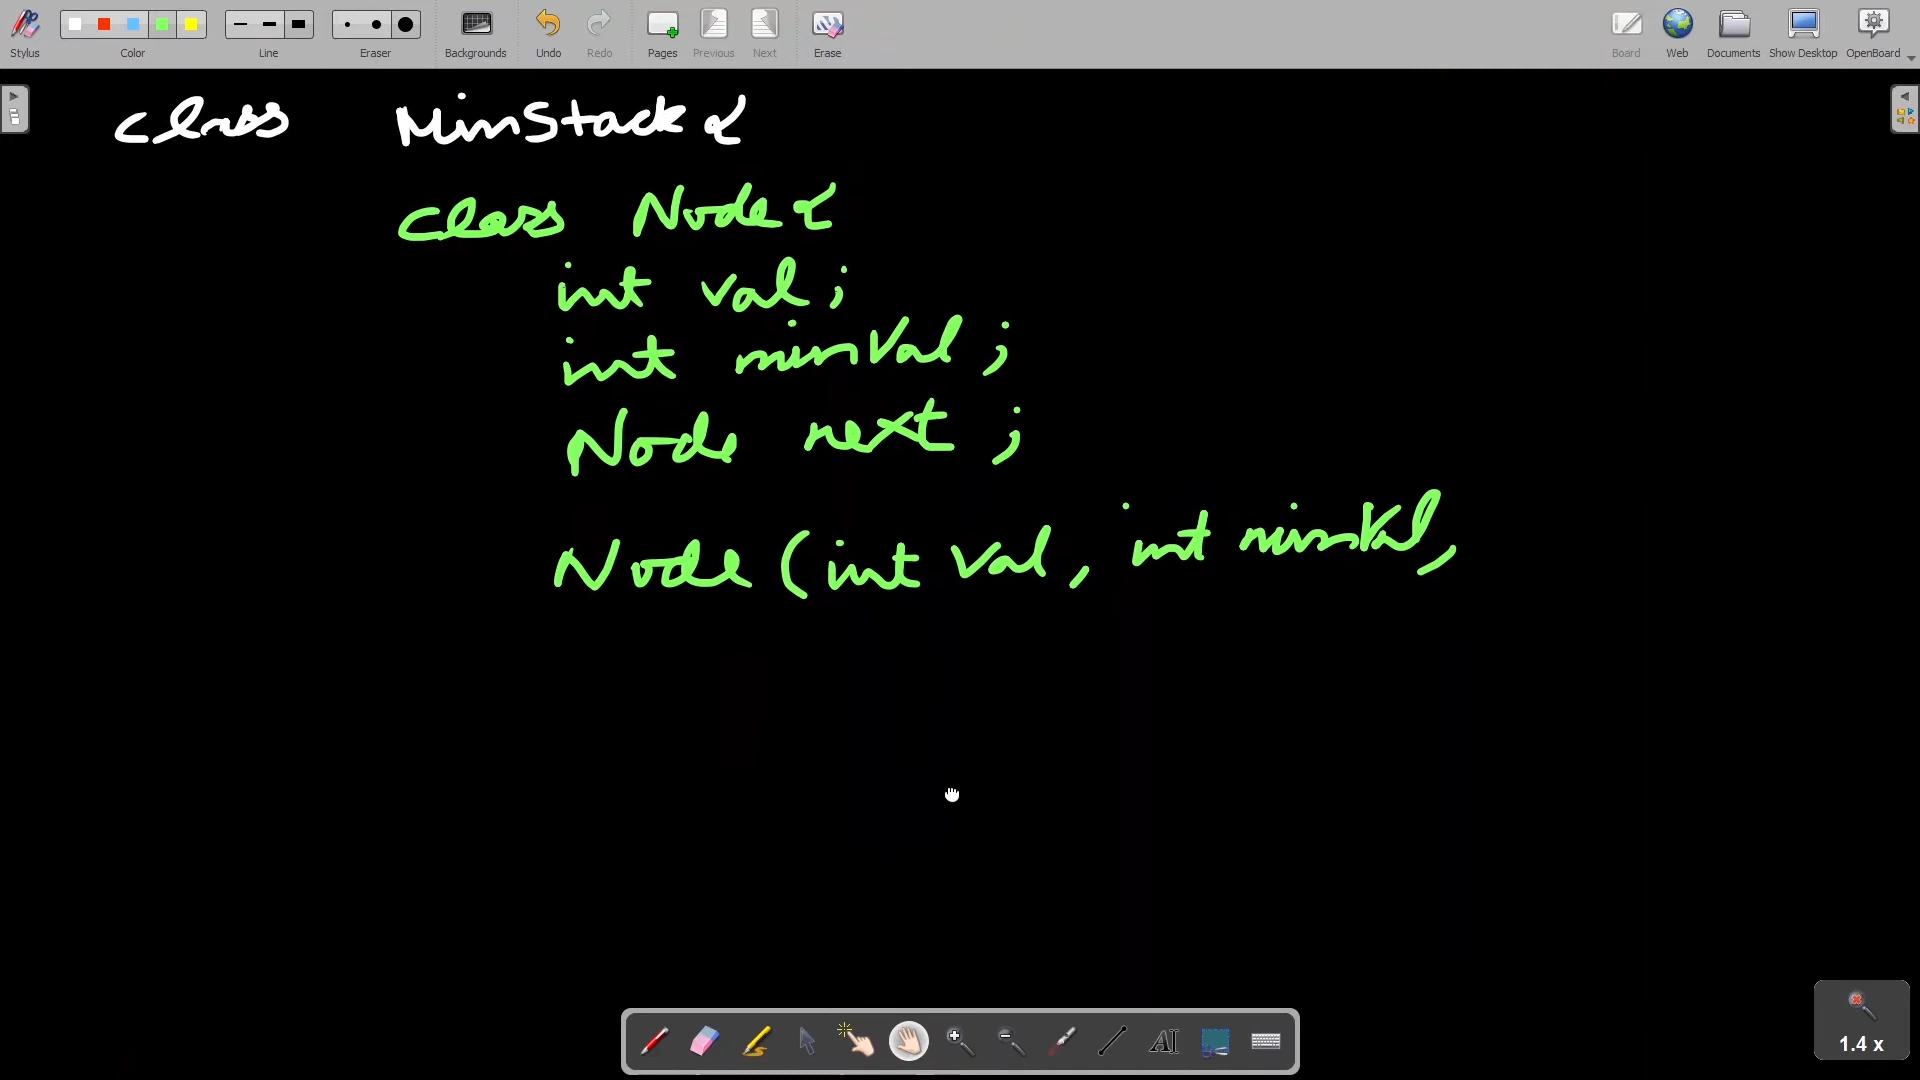 Stylus
Color
Line
Eraser
Backgrounds
Undo
Redo
Pages
Previous
Next
Erase
Board
Web
Documents
Show Desktop
OpenBoard
class MinStack {
class Node {
int val;
int minVal;
Node next;
Node (int val, int minVal,
1.4 x